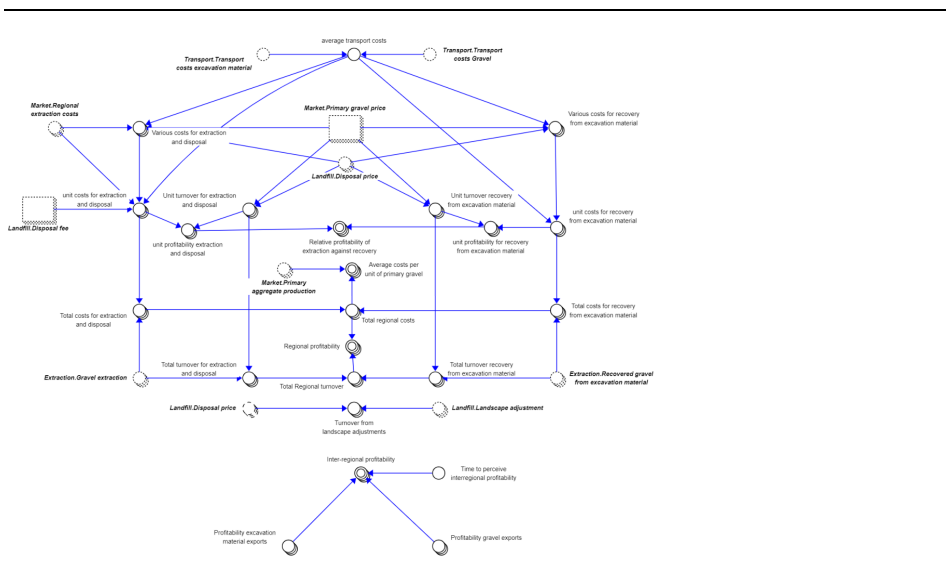 average transport costs
Transport.Transport
costs excavation material
Transport.Transport
costs Gravel
Market.Regional
extraction costs
Market.Primary gravel price
Various costs for recovery
from excavation material
Various costs for extraction
and disposal
Landfill.Disposal price
unit costs for extraction
and disposal
Unit turnover for extraction
and disposal
Unit turnover recovery
from excavation material
unit costs for recovery
from excavation material
Landfill.Disposal fee
unit profitability extraction
and disposal
Relative profitability of
extraction against recovery
unit profitability for recovery
from excavation material
Average costs per
unit of primary gravel
Market.Primary
aggregate production
Total costs for extraction
and disposal
Total regional costs
Total costs for recovery
from excavation material
Regional profitability
Total turnover for extraction
and disposal
Total turnover recovery
from excavation material
Extraction.Gravel extraction
Total Regional turnover
Extraction.Recovered gravel
from excavation material
Landfill.Disposal price
Landfill.Landscape adjustment
Turnover from
landscape adjustments
Inter-regional profitability
Time to perceive
interregional profitability
Profitability excavation
material exports
Profitability gravel exports